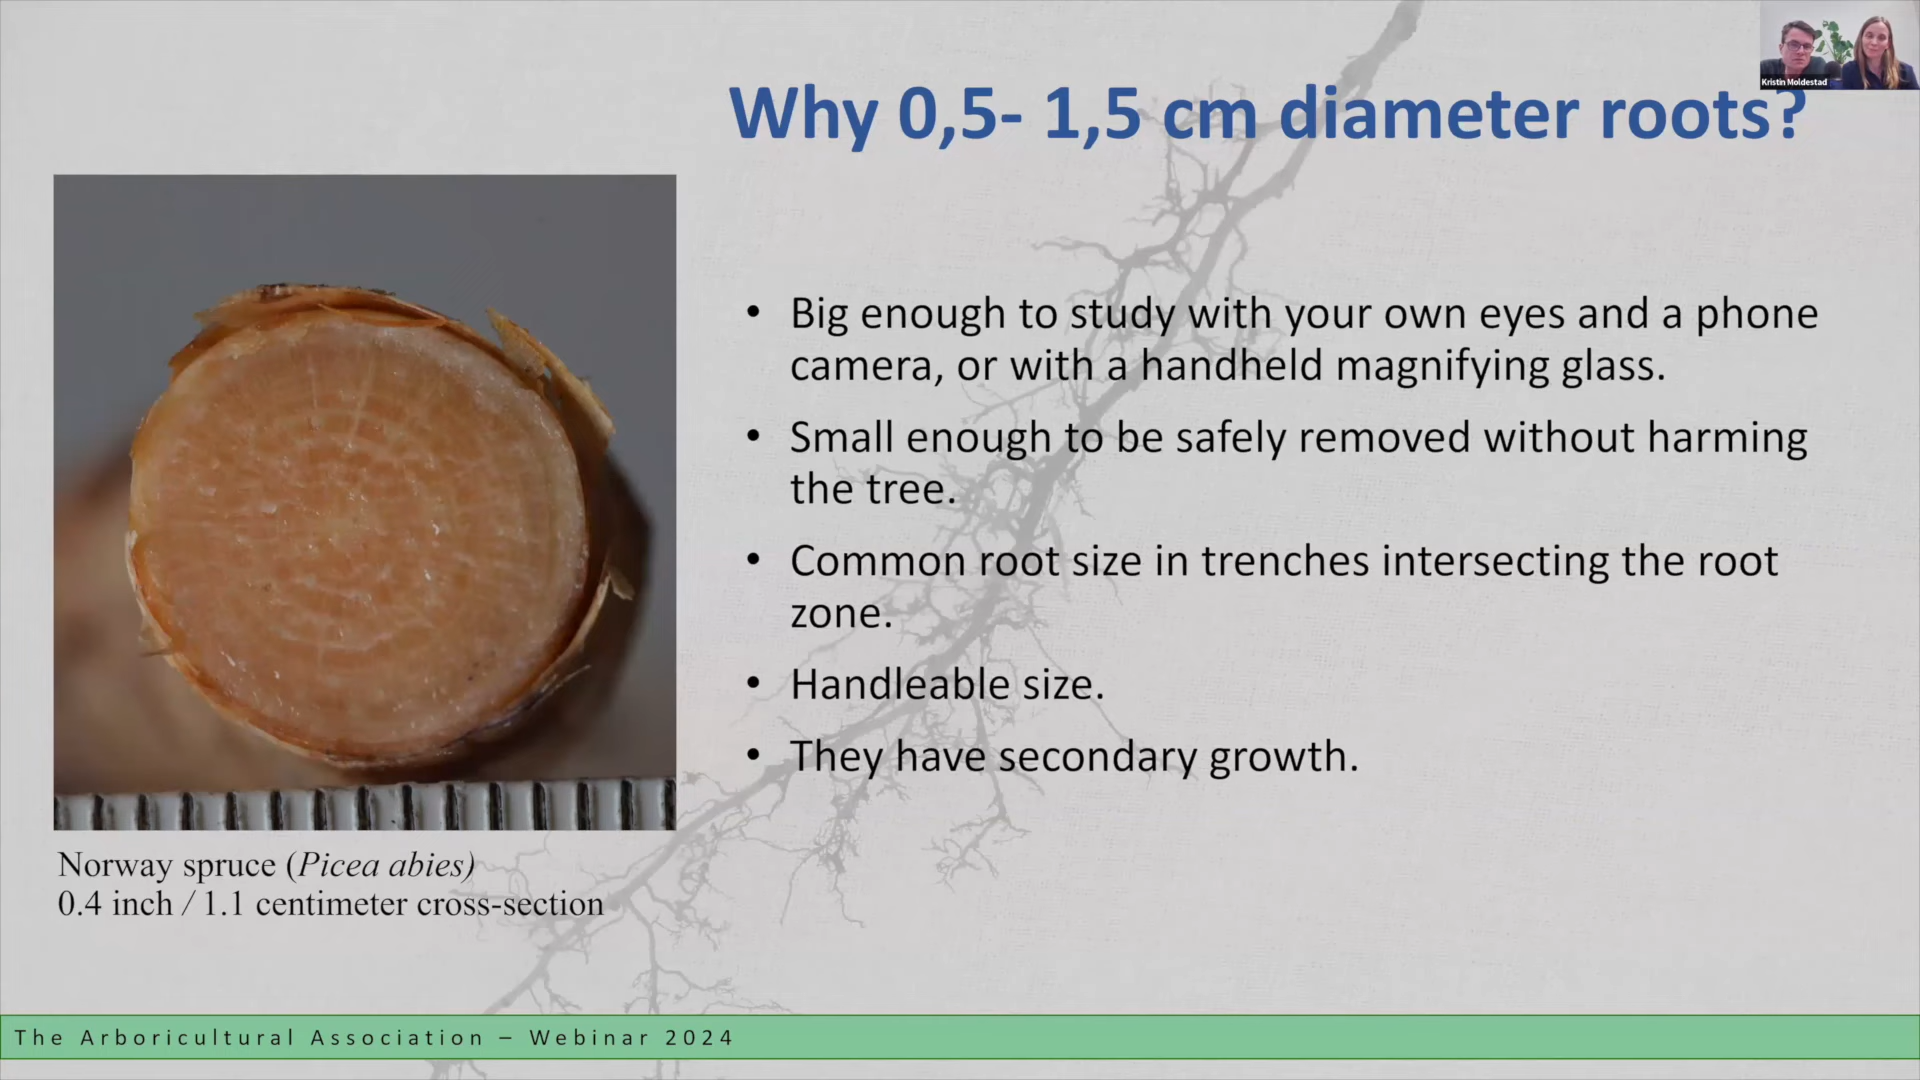 Kristin Moldestad
Why 0,5- 1,5 cm diameter roots?
• Big enough to study with your own eyes and a phone
camera, or with a handheld magnifying glass.
• Small enough to be safely removed without harming
the tree.
• Common root size in trenches intersecting the root
zone.
• Handleable size.
• They have secondary growth.
Norway spruce (Picea abies)
0.4 inch / 1.1 centimeter cross-section
The Arboricultural Association – Webinar 2024